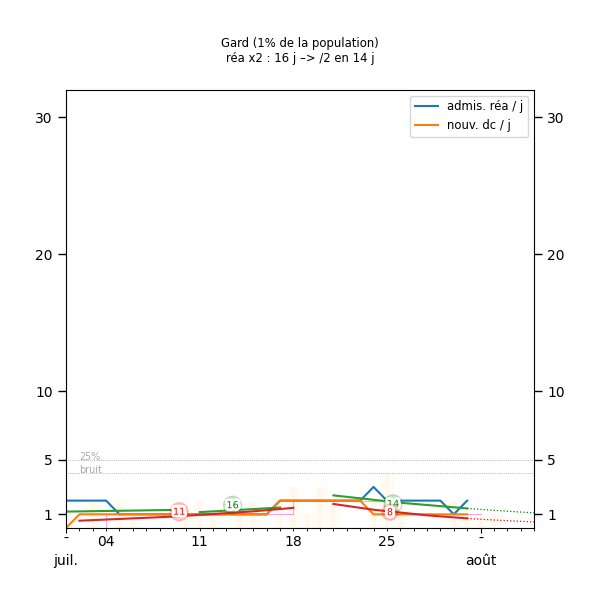 Gard (1% de la population)
réa x2 : 16 j –> /2 en 14 j
admis. réa / j
nouv. dc / j
30 30
20 20
10 10
5 5
25%
bruit
11 16 14 8
1 1
- 04 11 18 25 -
juil. août